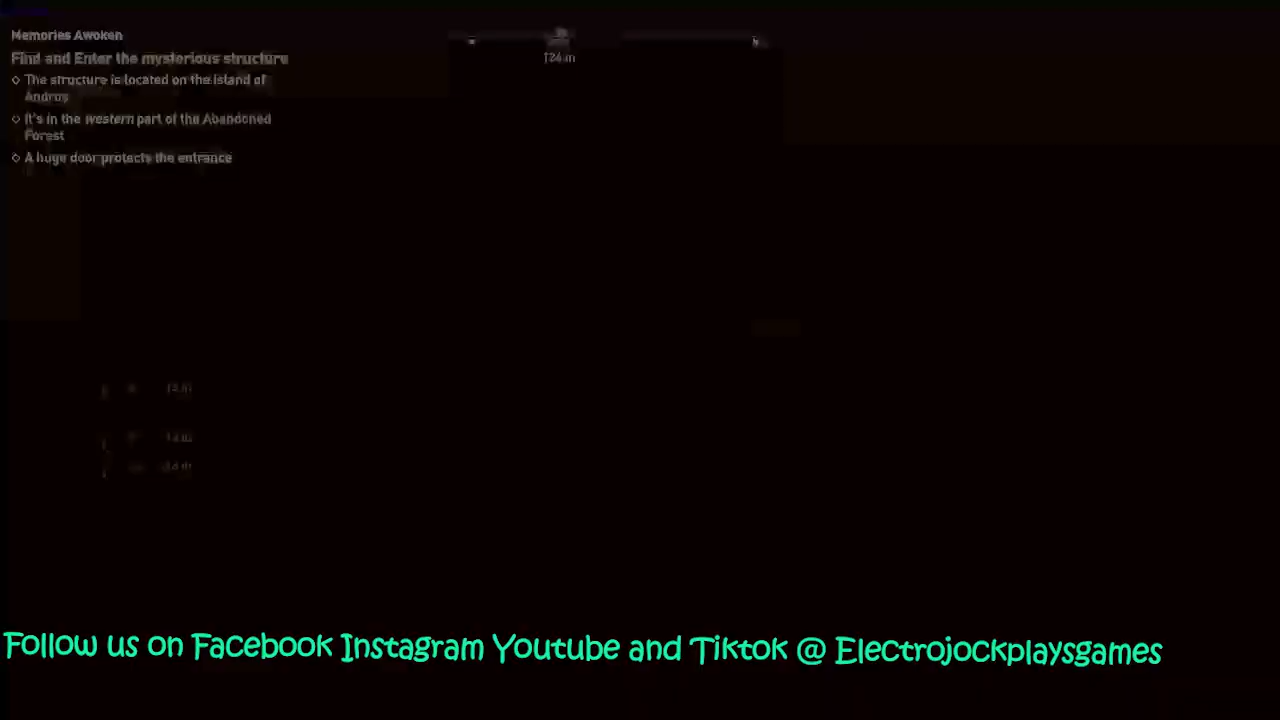 Memories Awoken
Find and Enter the mysterious structure
◇ The structure is located on the island of
Andros
◇ It's in the western part of the Abandoned
Forest
◇ A huge door protects the entrance
124 m
Follow us on Facebook Instagram Youtube and Tiktok @ Electrojockplaysgames